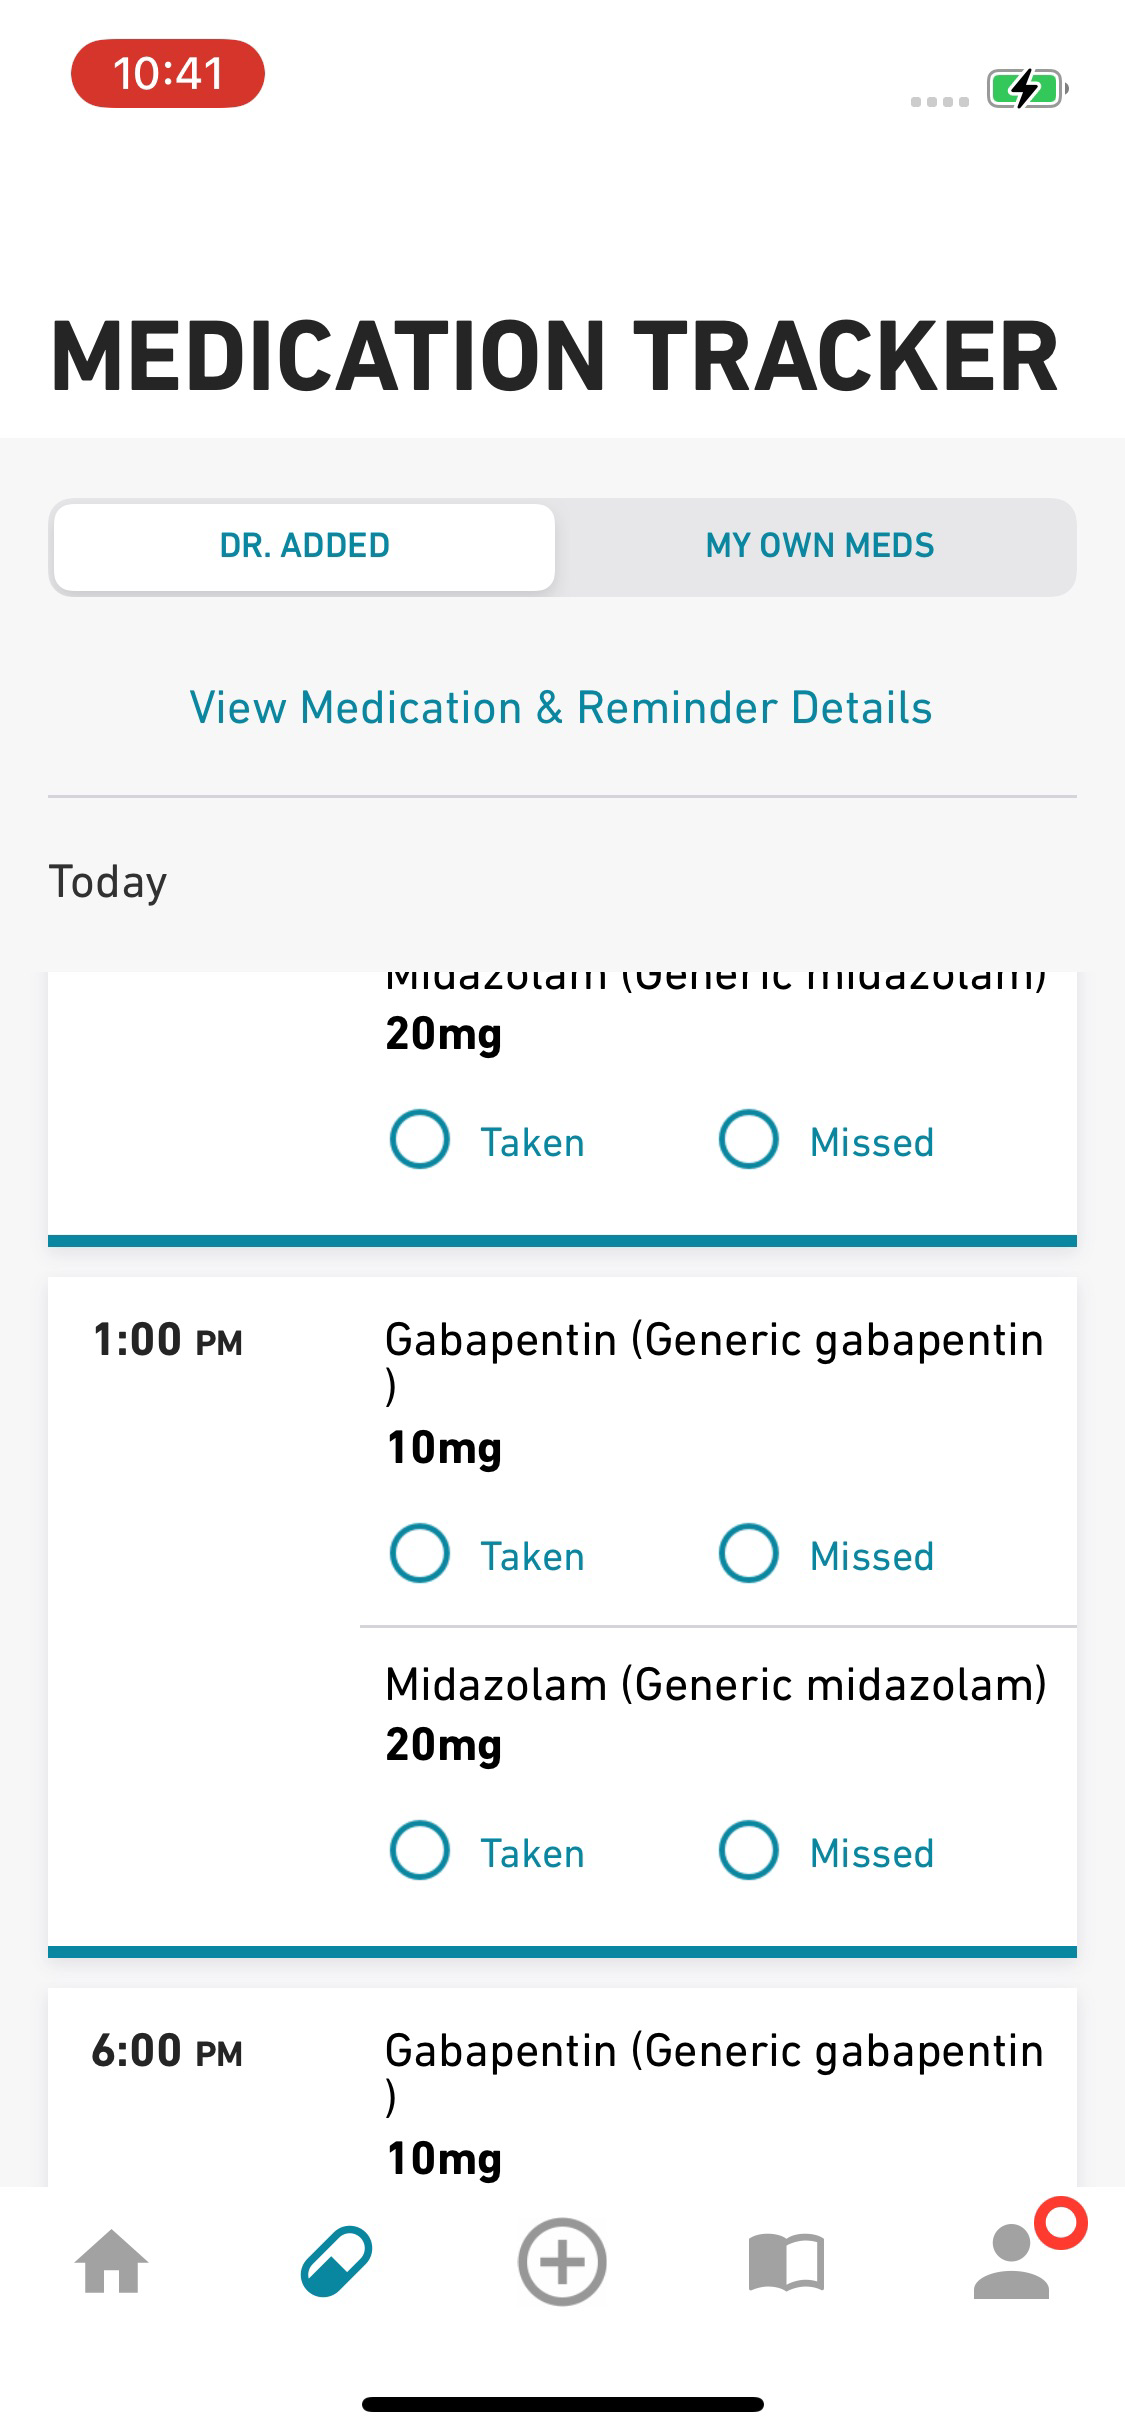 10:41
MEDICATION TRACKER
DR. ADDED
MY OWN MEDS
View Medication & Reminder Details
Today
Midazolam (Generic midazolam)
20mg
Taken
Missed
1:00 PM
Gabapentin (Generic gabapentin
)
10mg
Taken
Missed
Midazolam (Generic midazolam)
20mg
Taken
Missed
6:00 PM
Gabapentin (Generic gabapentin
)
10mg